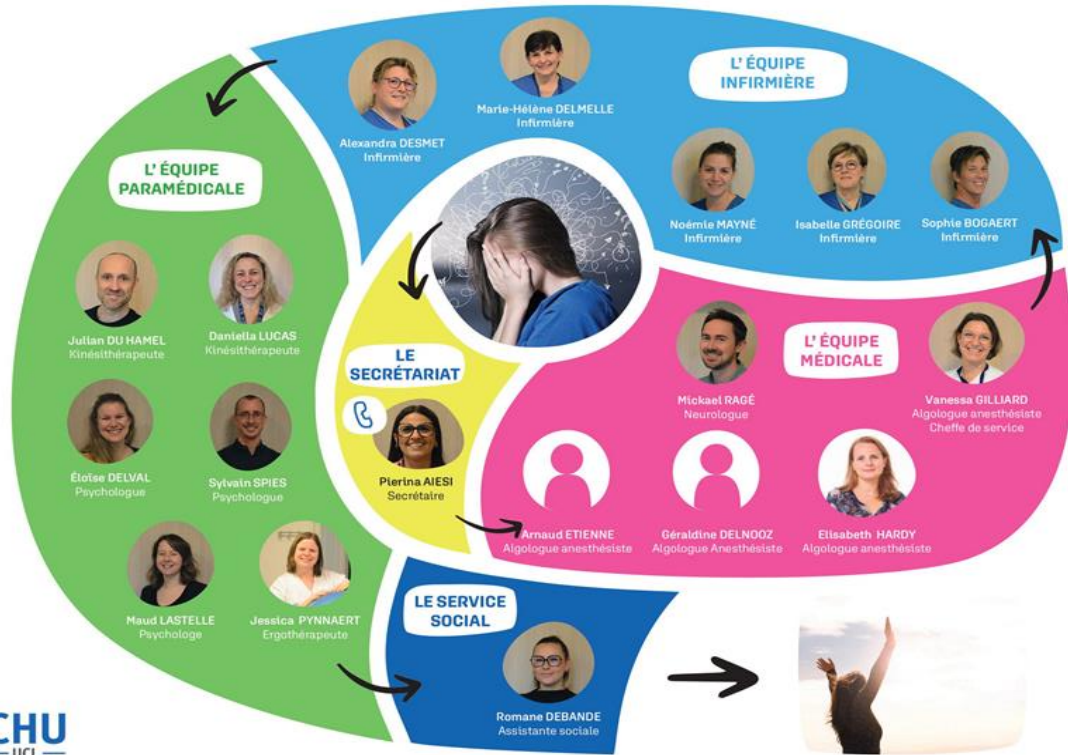 L' ÉQUIPE
INFIRMIÈRE
Marie-Hélène DELMELLE
Infirmière
Alexandra DESMET
Infirmière
Noémie MAYNÉ
Infirmière
Isabelle GRÉGOIRE
Infirmière
Sophie BOGAERT
Infirmière
L' ÉQUIPE
PARAMÉDICALE
Julian DU HAMEL
Kinésithérapeute
Daniella LUCAS
Kinésithérapeute
Éloïse DELVAL
Psychologue
Sylvain SPIES
Psychologue
Maud LASTELLE
Psychologe
Jessica PYNNAERT
Ergothérapeute
LE
SECRÉTARIAT
Pierina AIESI
Secrétaire
L' ÉQUIPE
MÉDICALE
Mickael RAGÉ
Neurologue
Vanessa GILLIARD
Algologue anesthésiste
Cheffe de service
Arnaud ETIENNE
Algologue anesthésiste
Géraldine DELNOOZ
Algologue Anesthésiste
Elisabeth HARDY
Algologue anesthésiste
LE SERVICE
SOCIAL
Romane DEBANDE
Assistante sociale
CHU
UCL